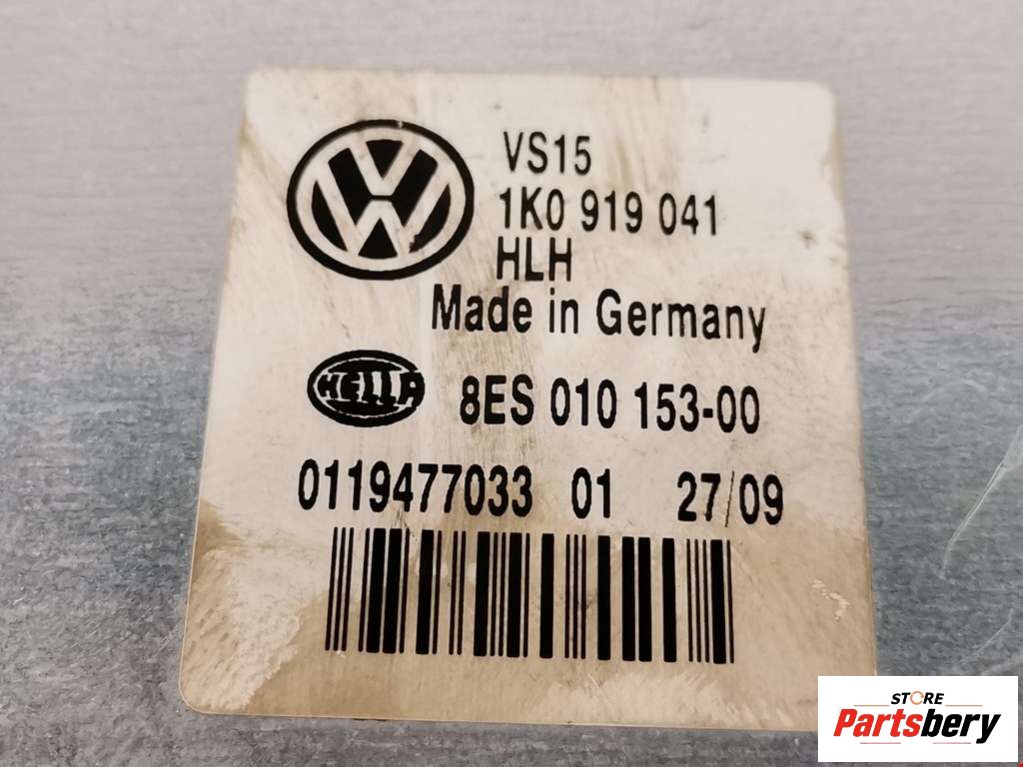 VW
VS15
1K0 919 041
HLH
Made in Germany
HELLA 8ES 010 153-00
0119477033 01 27/09
STORE
Partsbery